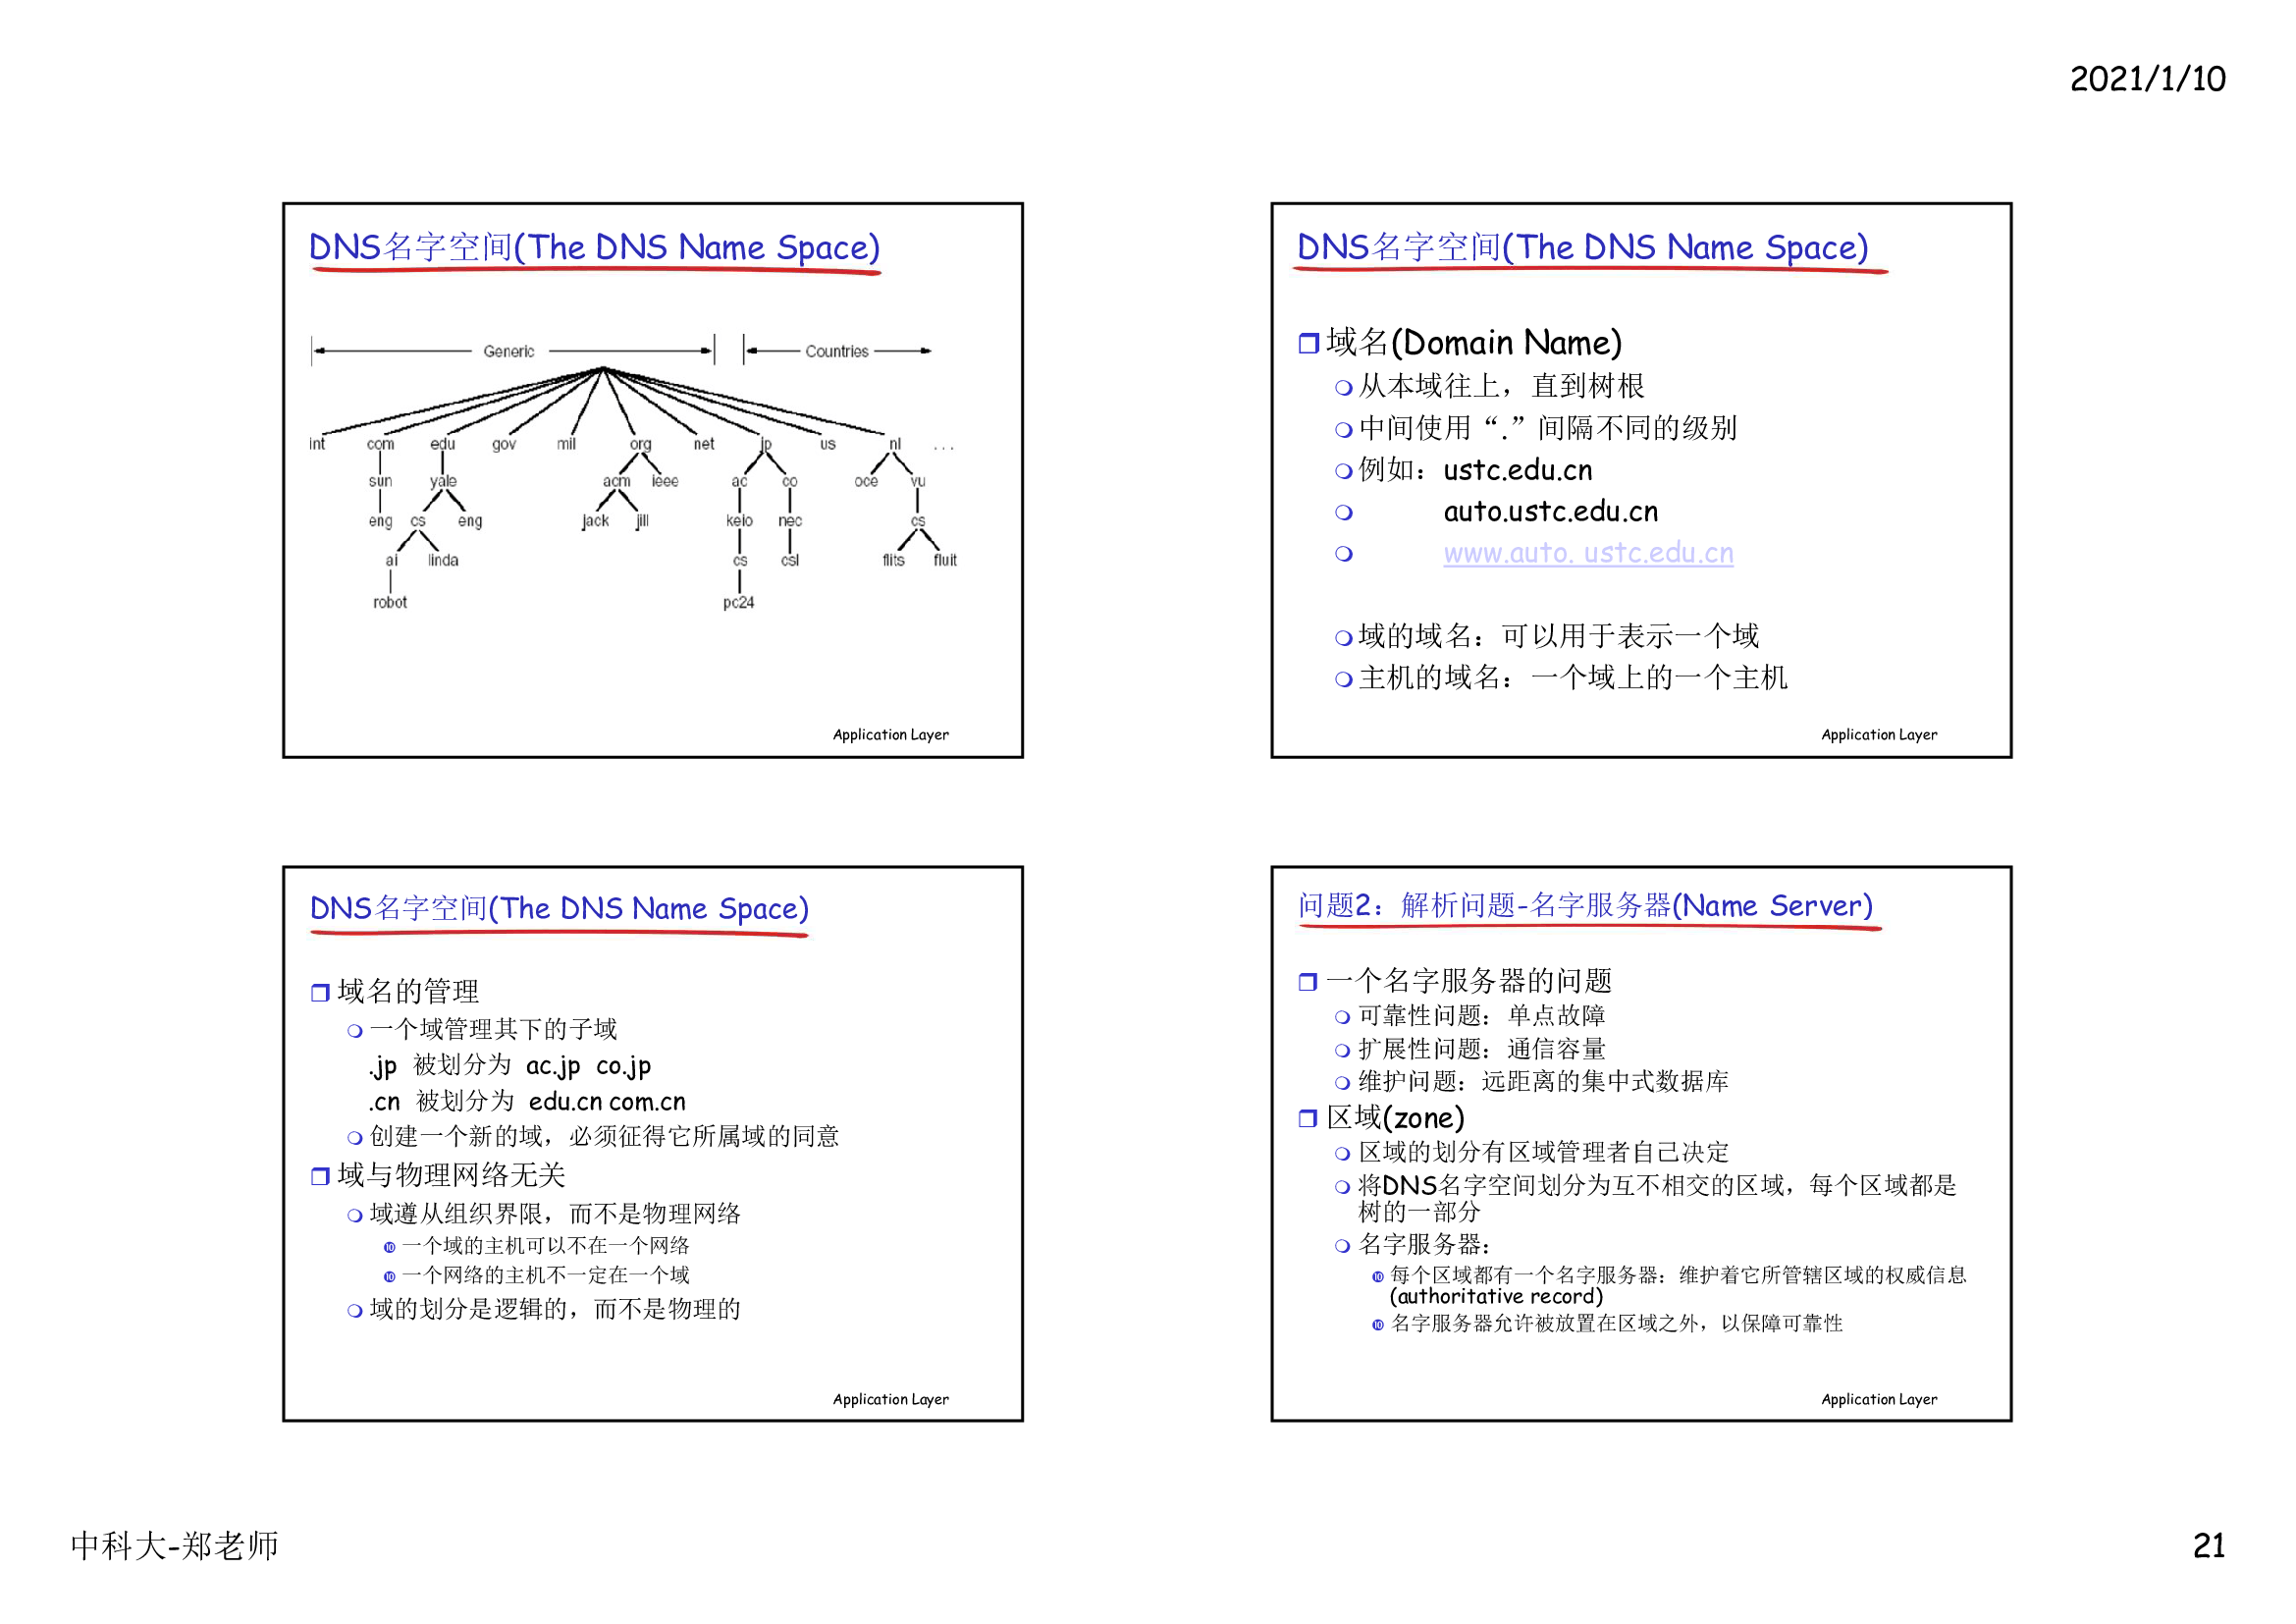 2021/1/10
DNS名字空间(The DNS Name Space)
Generic Countries
int com edu gov mil org net jp us nl ...
sun yale acm ieee ac co oce vu
eng cs eng jack jill keio nec cs
ai linda cs csl flits fluit
robot pc24
Application Layer
DNS名字空间(The DNS Name Space)
域名(Domain Name)
从本域往上，直到树根
中间使用“.”间隔不同的级别
例如：ustc.edu.cn
auto.ustc.edu.cn
www.auto. ustc.edu.cn
域的域名：可以用于表示一个域
主机的域名：一个域上的一个主机
Application Layer
DNS名字空间(The DNS Name Space)
域名的管理
一个域管理其下的子域
.jp 被划分为 ac.jp co.jp
.cn 被划分为 edu.cn com.cn
创建一个新的域，必须征得它所属域的同意
域与物理网络无关
域遵从组织界限，而不是物理网络
一个域的主机可以不在一个网络
一个网络的主机不一定在一个域
域的划分是逻辑的，而不是物理的
Application Layer
问题2：解析问题-名字服务器(Name Server)
一个名字服务器的问题
可靠性问题：单点故障
扩展性问题：通信容量
维护问题：远距离的集中式数据库
区域(zone)
区域的划分有区域管理者自己决定
将DNS名字空间划分为互不相交的区域，每个区域都是
树的一部分
名字服务器：
每个区域都有一个名字服务器：维护着它所管辖区域的权威信息
(authoritative record)
名字服务器允许被放置在区域之外，以保障可靠性
Application Layer
中科大-郑老师
21